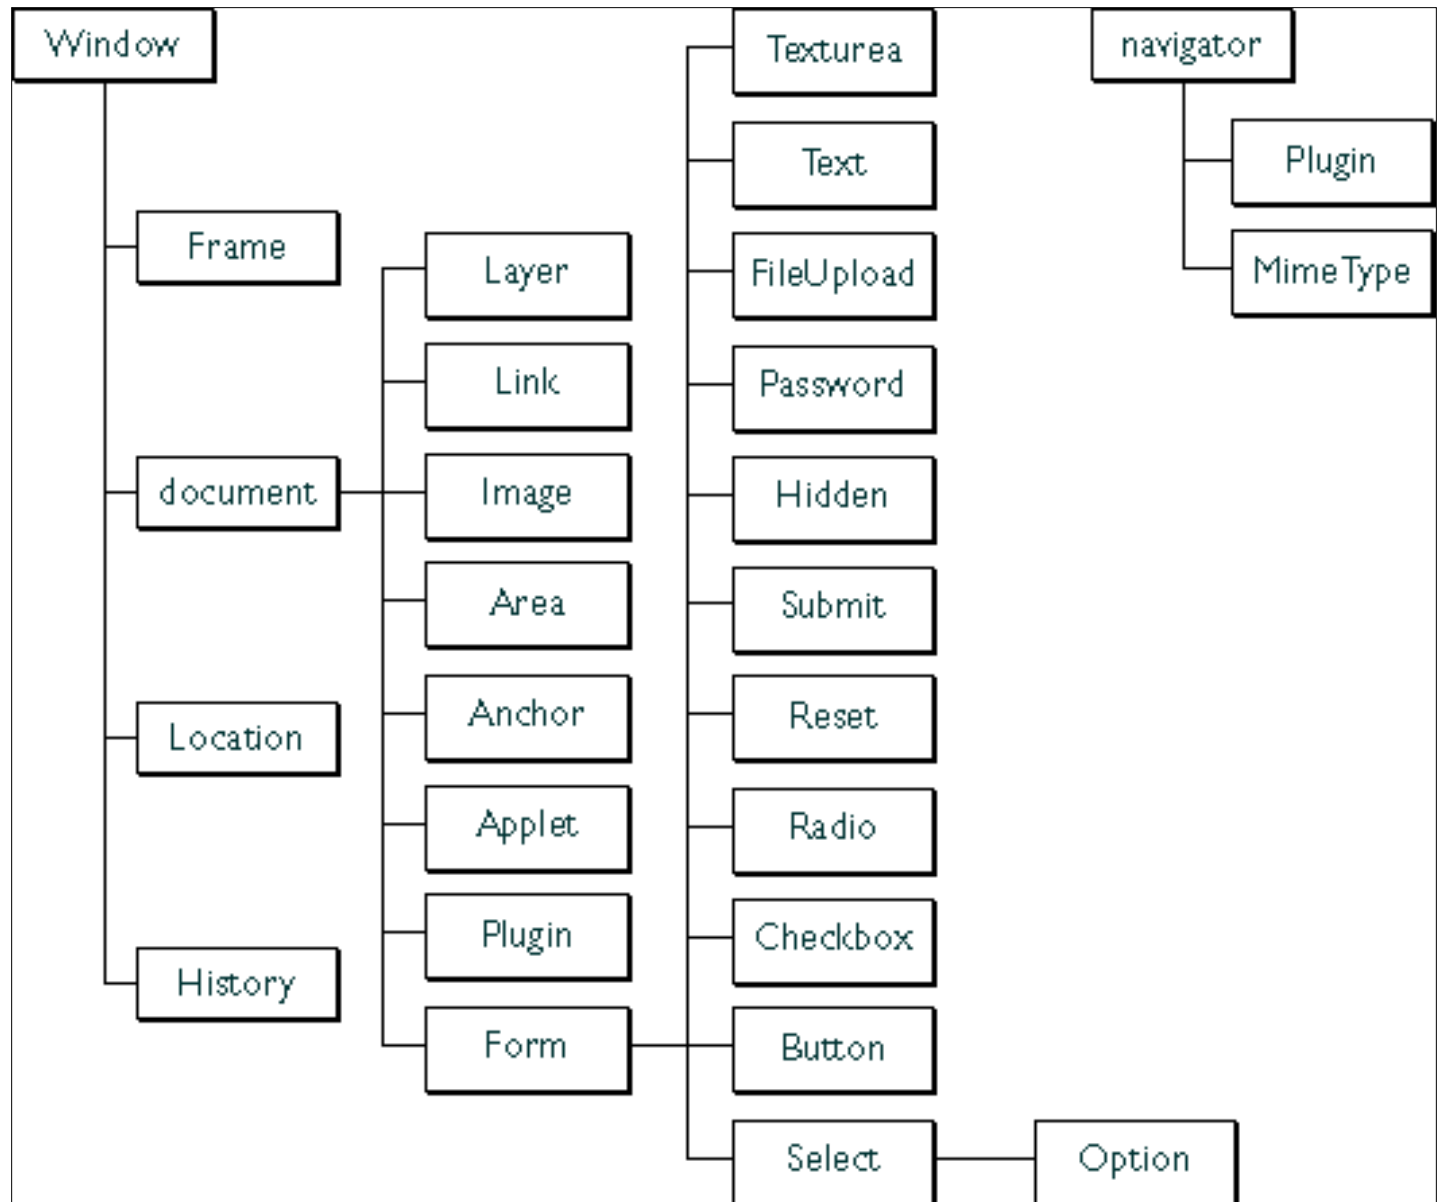 Window
Frame
document
Location
History
Layer
Link
Image
Area
Anchor
Applet
Plugin
Form
Texturea
Text
FileUpload
Password
Hidden
Submit
Reset
Radio
Checkbox
Button
Select
Option
navigator
Plugin
MimeType